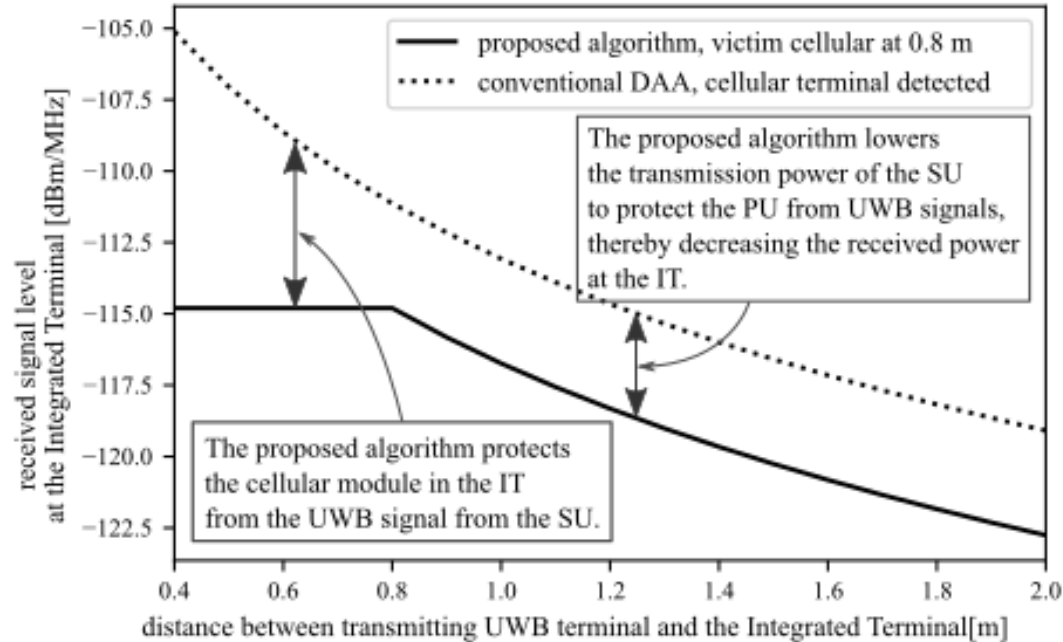 proposed algorithm, victim cellular at 0.8 m
conventional DAA, cellular terminal detected
The proposed algorithm lowers
the transmission power of the SU
to protect the PU from UWB signals,
thereby decreasing the received power
at the IT.
The proposed algorithm protects
the cellular module in the IT
from the UWB signal from the SU.
received signal level
at the Integrated Terminal [dBm/MHz]
−105.0
−107.5
−110.0
−112.5
−115.0
−117.5
−120.0
−122.5
0.4 0.6 0.8 1.0 1.2 1.4 1.6 1.8 2.0
distance between transmitting UWB terminal and the Integrated Terminal[m]